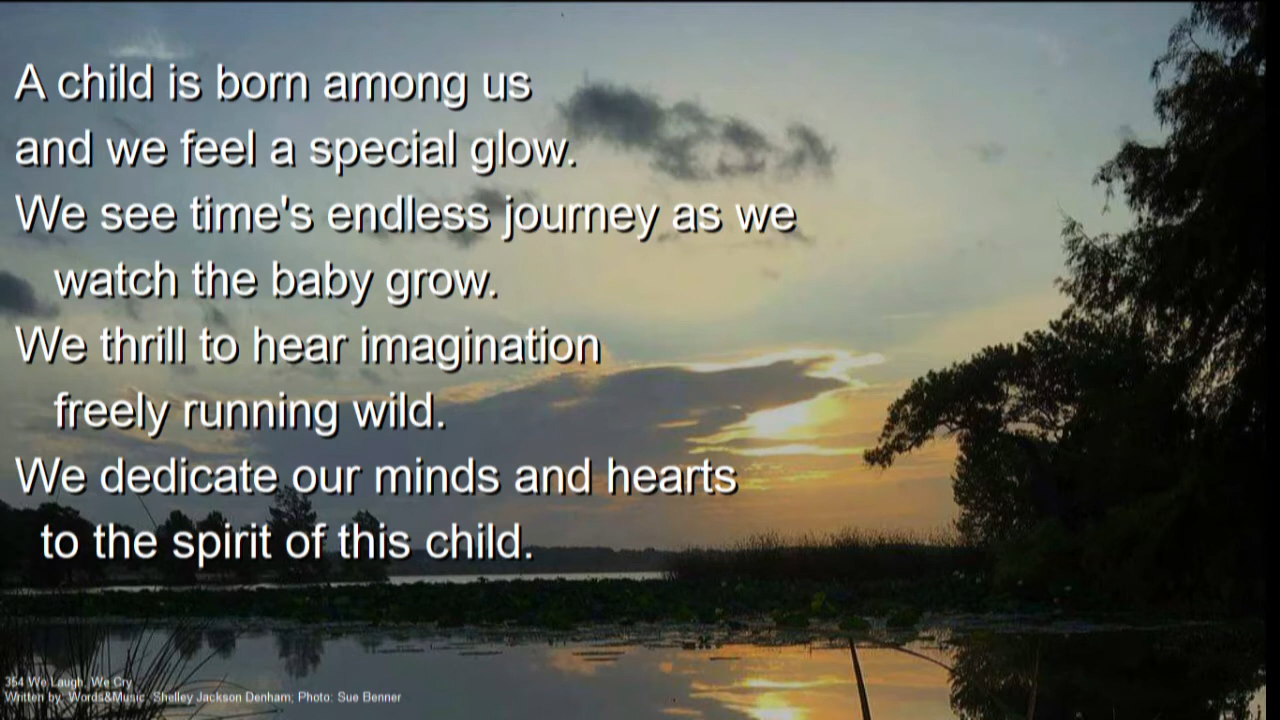 A child is born among us
and we feel a special glow.
We see time's endless journey as we
watch the baby grow.
We thrill to hear imagination
freely running wild.
We dedicate our minds and hearts
to the spirit of this child.
354 We Laugh, We Cry
Written by: Words&Music: Shelley Jackson Denham; Photo: Sue Benner